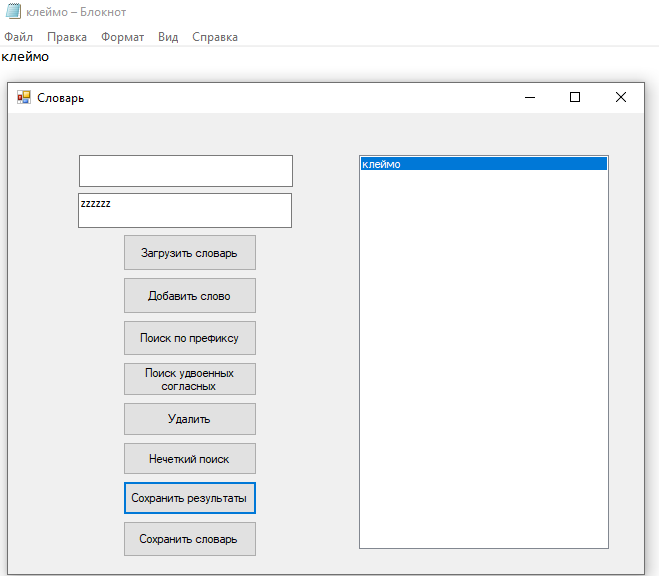 клеймо – Блокнот
Файл Правка Формат Вид Справка
клеймо
Словарь
zzzzzz
клеймо
Загрузить словарь
Добавить слово
Поиск по префиксу
Поиск удвоенных
согласных
Удалить
Нечеткий поиск
Сохранить результаты
Сохранить словарь